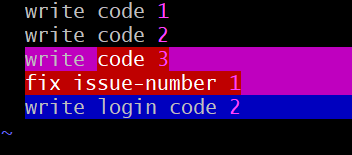 write code 1
write code 2
write code 3
fix issue-number 1
write login code 2
~